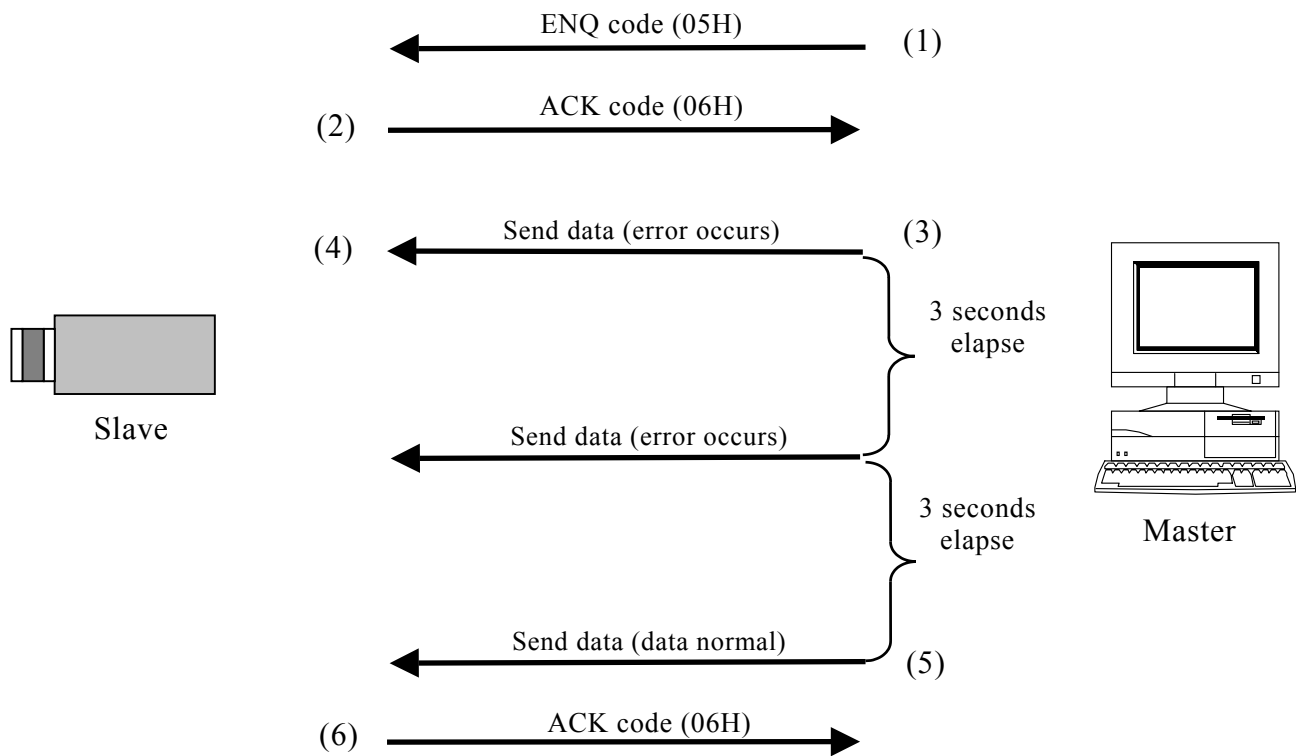 ENQ code (05H)
(1)
ACK code (06H)
(2)
Send data (error occurs)
(3)
(4)
3 seconds
elapse
Slave
Send data (error occurs)
3 seconds
elapse
Master
Send data (data normal)
(5)
ACK code (06H)
(6)